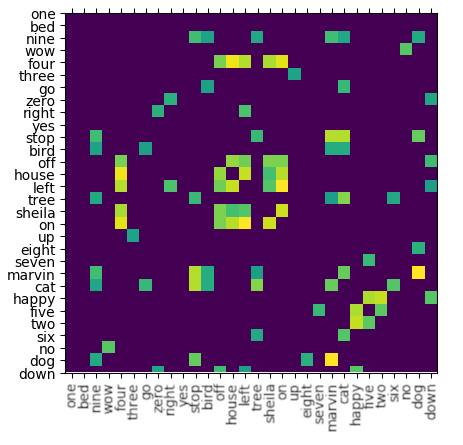 one
bed
nine
wow
four
three
go
zero
right
yes
stop
bird
off
house
left
tree
sheila
on
up
eight
seven
marvin
cat
happy
five
two
six
no
dog
down
one bed nine wow four three go zero right yes stop bird off house left tree sheila on up eight seven marvin cat happy five two six no dog down